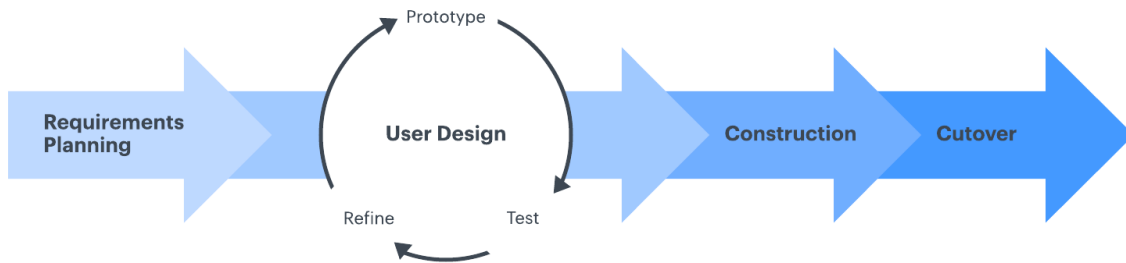 Prototype
Requirements
Planning
User Design
Construction
Cutover
Refine
Test